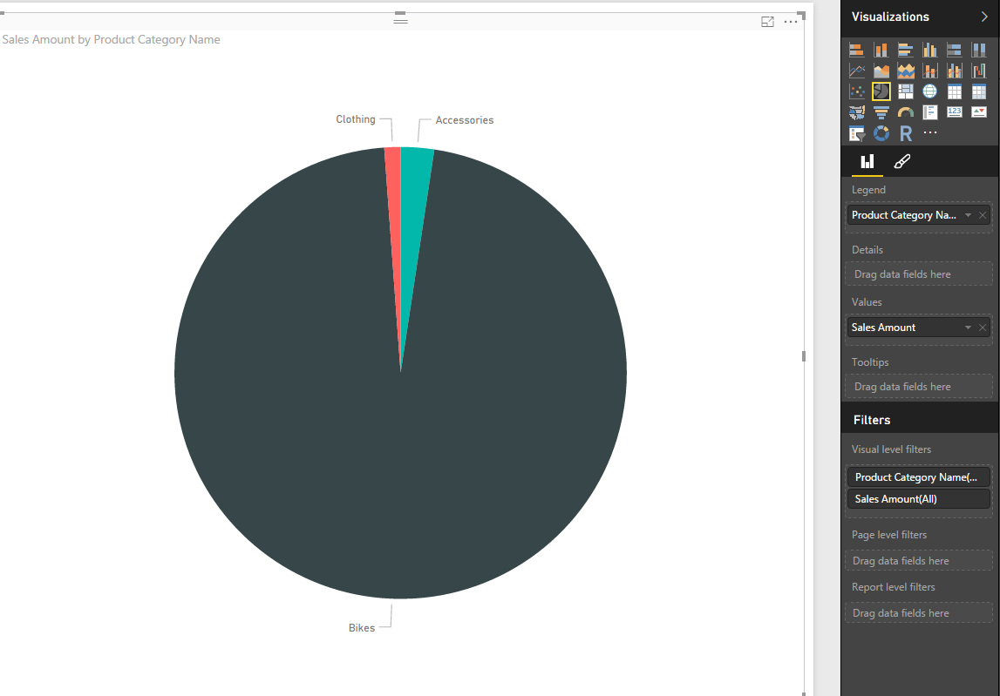 Sales Amount by Product Category Name
Clothing
Accessories
Bikes
Visualizations
123
R
Legend
Product Category Na...
Details
Drag data fields here
Values
Sales Amount
Tooltips
Drag data fields here
Filters
Visual level filters
Product Category Name(...
Sales Amount(All)
Page level filters
Drag data fields here
Report level filters
Drag data fields here